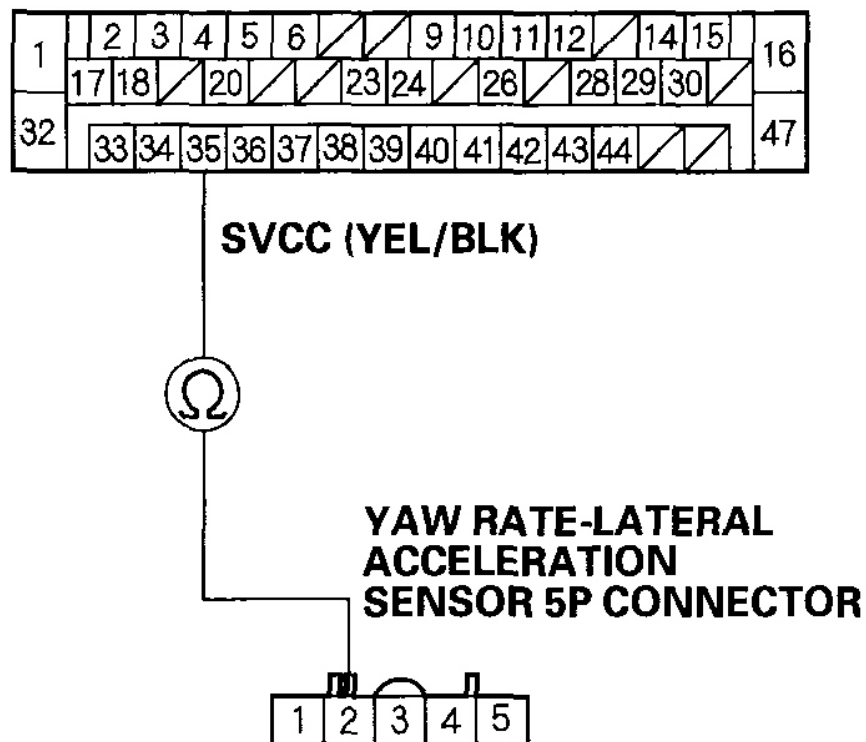 1 2 3 4 5 6 9 10 11 12 14 15 16
17 18 20 23 24 26 28 29 30
32 33 34 35 36 37 38 39 40 41 42 43 44 47
SVCC (YEL/BLK)
Ω
YAW RATE-LATERAL
ACCELERATION
SENSOR 5P CONNECTOR
1 2 3 4 5